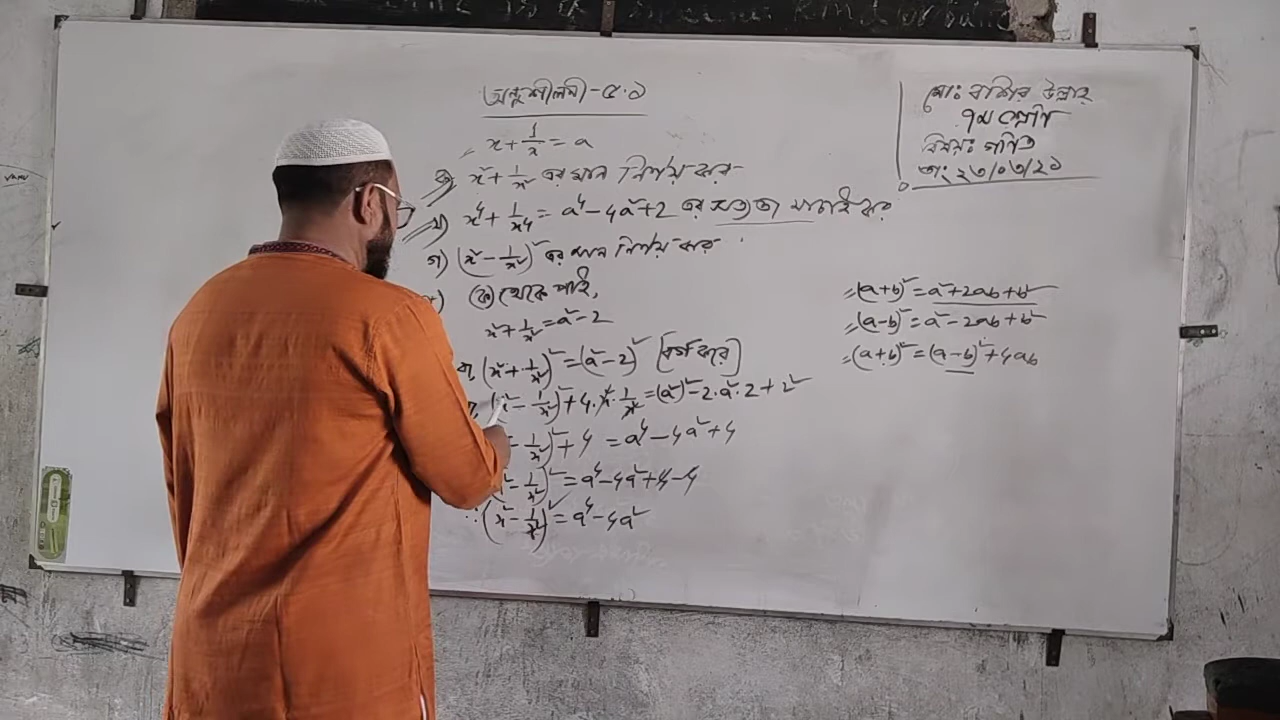 অনুশীলনী-৫.১
x + 1/x = a
ক) x² + 1/x² এর মান নির্ণয় কর
খ) x⁴ + 1/x⁴ = a⁴ - 4a² + 2 এর সত্যতা যাচাই কর
গ) (x² - 1/x²)² এর মান নির্ণয় কর
(ক) থেকে পাই,
x² + 1/x² = a² - 2
বা, (x² + 1/x²)² = (a² - 2)² [বর্গ করে]
(x² - 1/x²)² + 4.x².1/x² = (a²)² - 2.a².2 + 2²
- 1/x²)² + 4 = a⁴ - 4a² + 4
- 1/x²)² = a⁴ - 4a² + 4 - 4
∴ (x² - 1/x²)² = a⁴ - 4a²
মোঃ বাশির উল্লাহ
৭ম শ্রেণি
বিষয়ঃ গণিত
তাং ২৩/০৩/২১
(a+b)² = a² + 2ab + b²
(a-b)² = a² - 2ab + b²
(a+b)² = (a-b)² + 4ab